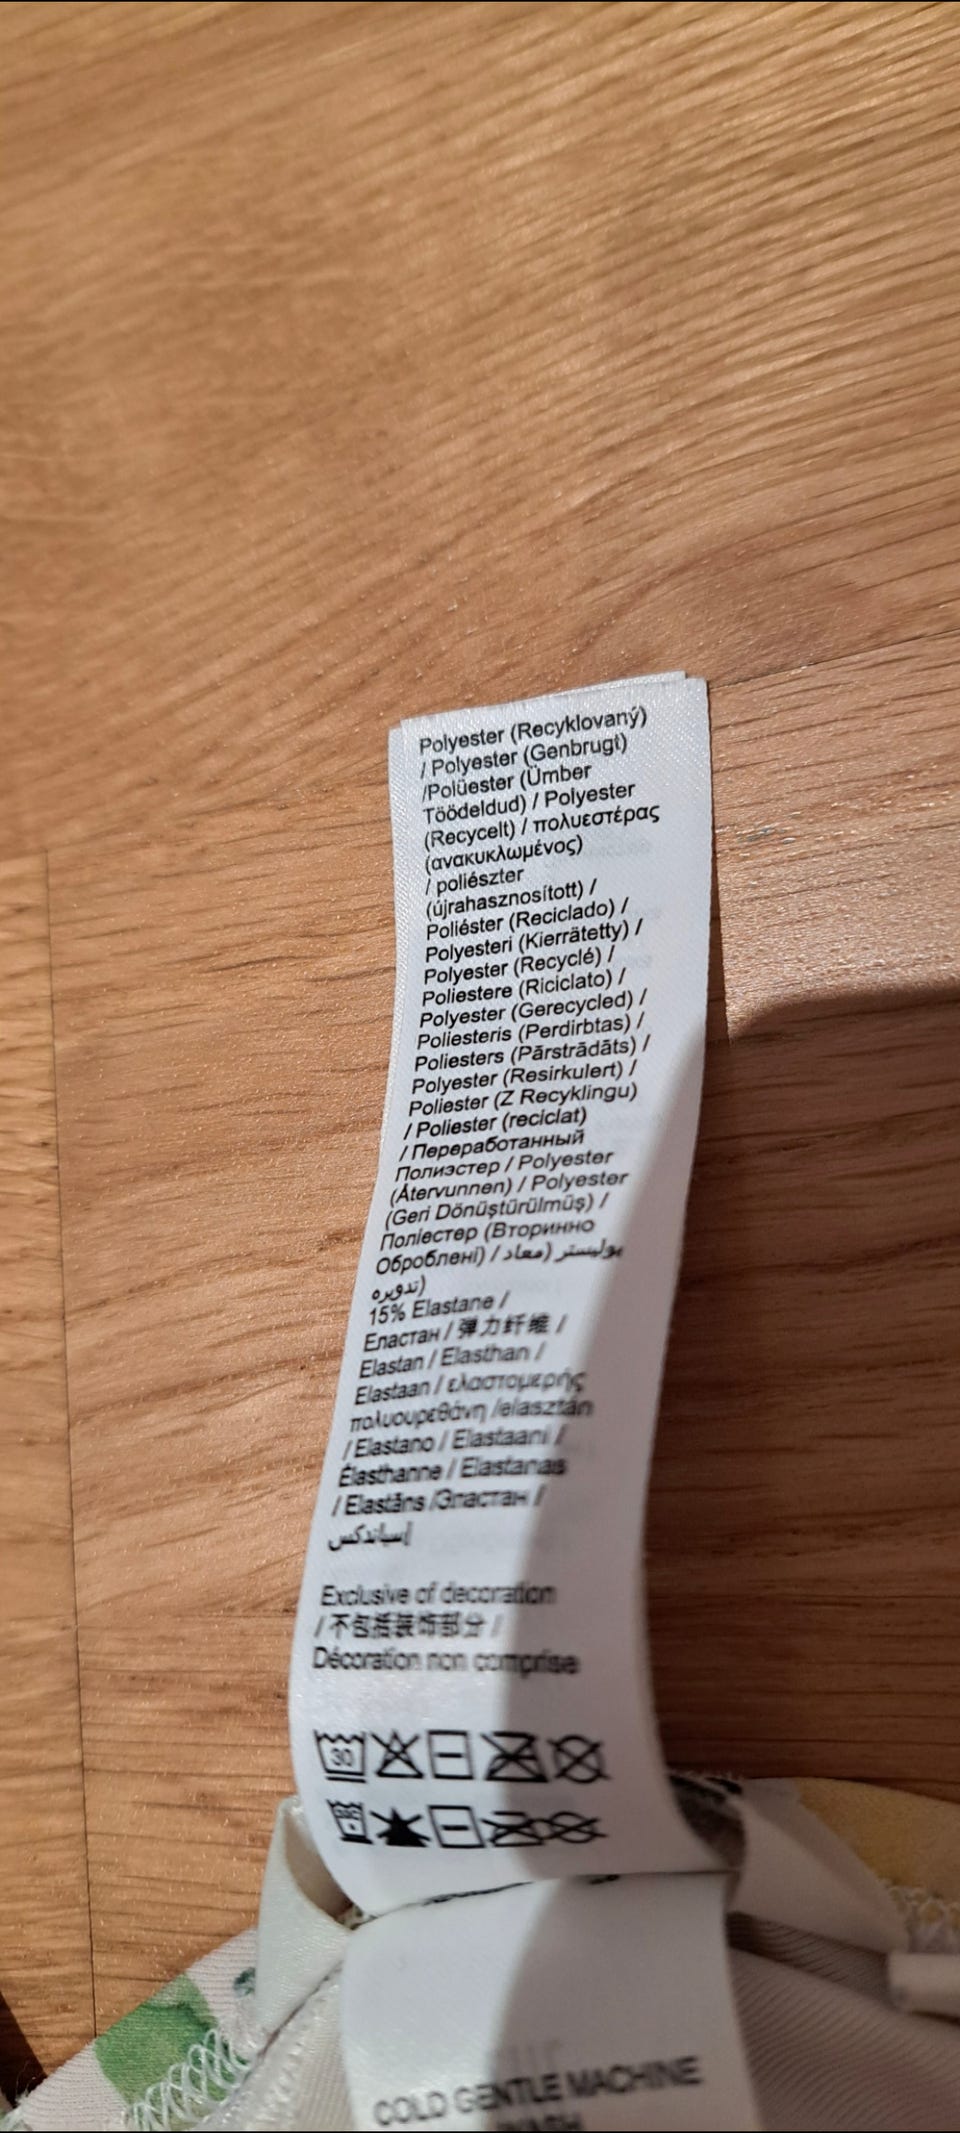 Polyester (Recyklovaný)
/ Polyester (Genbrugt)
/Polüester (Ümber
Töödeldud) / Polyester
(Recycelt) / πολυεστέρας
(ανακυκλωμένος)
/ poliészter
(újrahasznosított) /
Poliéster (Reciclado) /
Polyesteri (Kierrätetty) /
Polyester (Recyclé) /
Poliestere (Riciclato) /
Polyester (Gerecycled) /
Poliesteris (Perdirbtas) /
Poliesters (Pārstrādāts) /
Polyester (Resirkulert) /
Poliester (Z Recyklingu)
/ Poliester (reciclat)
/ Переработанный
Полиэстер / Polyester
(Återvunnen) / Polyester
(Geri Dönüştürülmüş) /
Поліестер (Вторинно
Оброблені) / بوليستر (معاد
تدويره)
15% Elastane /
Еластан / 弹力纤维 /
Elastan / Elasthan /
Elastaan / ελαστομερής
πολυουρεθάνη /elasztán
/ Elastano / Elastaani /
Élasthanne / Elastanas
/ Elastāns /Эластан /
إسباندكس
Exclusive of decoration
/ 不包括装饰部分 /
Décoration non comprise
30
COLD GENTLE MACHINE
WASH